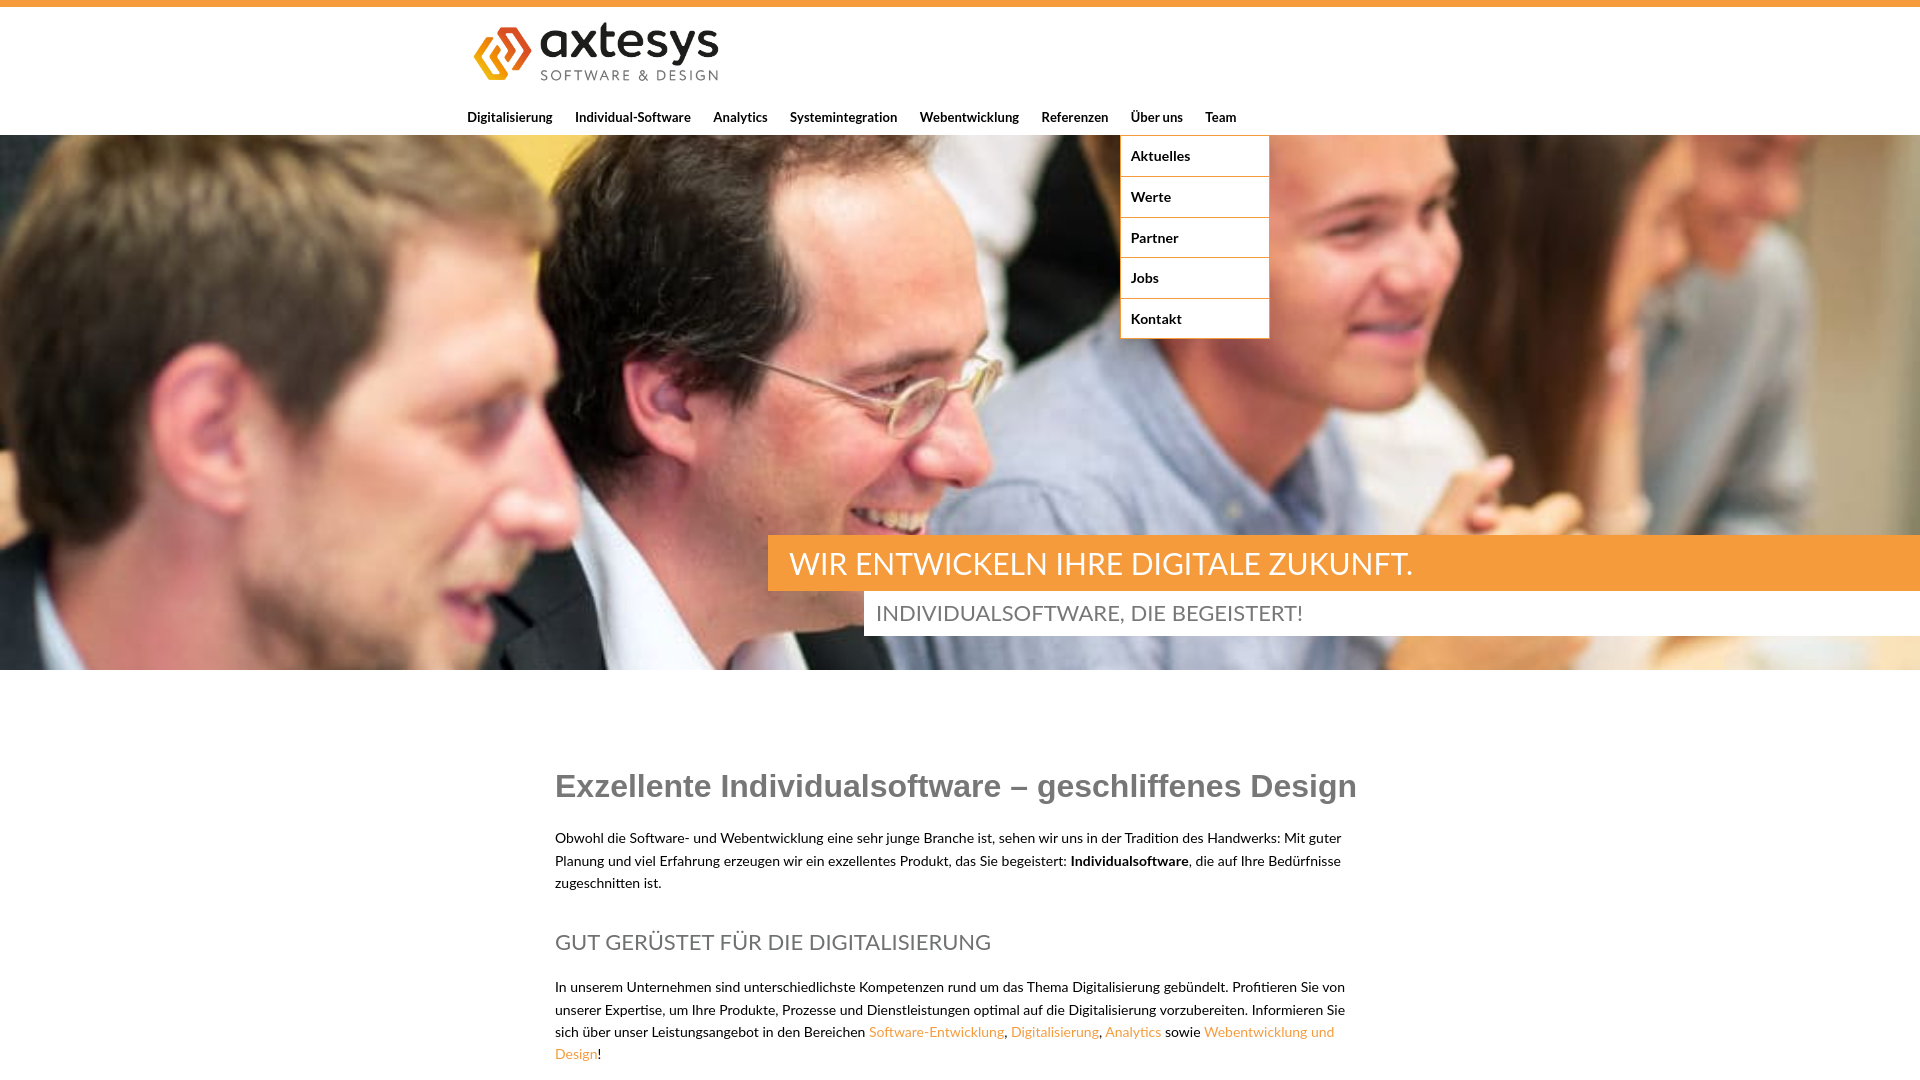 axtesys
SOFTWARE & DESIGN
Digitalisierung Individual-Software Analytics Systemintegration Webentwicklung Referenzen Über uns Team
Aktuelles
Werte
Partner
Jobs
Kontakt
WIR ENTWICKELN IHRE DIGITALE ZUKUNFT.
INDIVIDUALSOFTWARE, DIE BEGEISTERT!
Exzellente Individualsoftware – geschliffenes Design
Obwohl die Software- und Webentwicklung eine sehr junge Branche ist, sehen wir uns in der Tradition des Handwerks: Mit guter
Planung und viel Erfahrung erzeugen wir ein exzellentes Produkt, das Sie begeistert: Individualsoftware, die auf Ihre Bedürfnisse
zugeschnitten ist.
GUT GERÜSTET FÜR DIE DIGITALISIERUNG
In unserem Unternehmen sind unterschiedlichste Kompetenzen rund um das Thema Digitalisierung gebündelt. Profitieren Sie von
unserer Expertise, um Ihre Produkte, Prozesse und Dienstleistungen optimal auf die Digitalisierung vorzubereiten. Informieren Sie
sich über unser Leistungsangebot in den Bereichen Software-Entwicklung, Digitalisierung, Analytics sowie Webentwicklung und
Design!